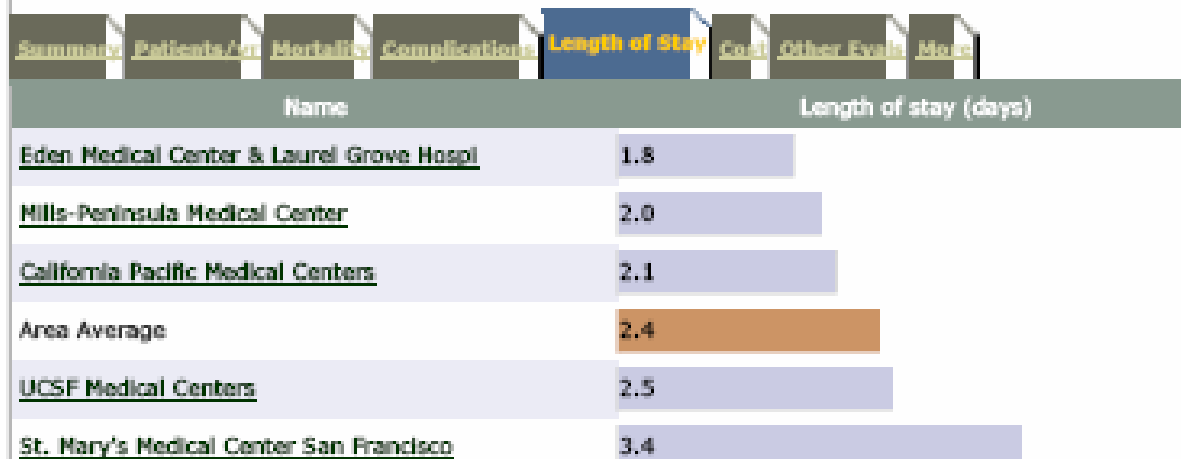 Summary Patients/yr Mortality Complications Length of Stay Cost Other Evals More
Name Length of stay (days)
Eden Medical Center & Laurel Grove Hospi 1.8
Mills-Peninsula Medical Center 2.0
California Pacific Medical Centers 2.1
Area Average 2.4
UCSF Medical Centers 2.5
St. Mary's Medical Center San Francisco 3.4